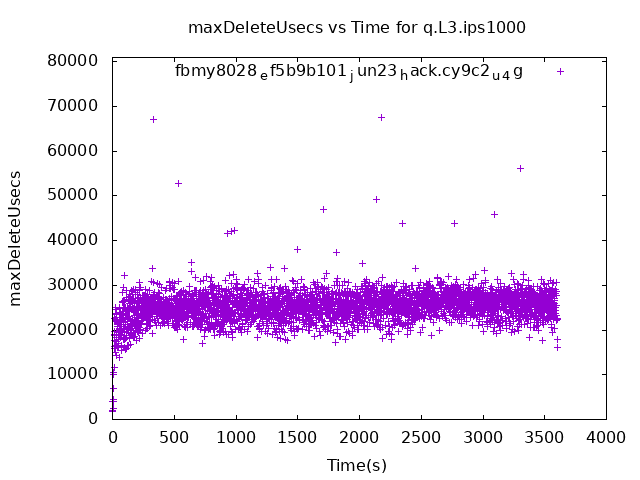 maxDeleteUsecs vs Time for q.L3.ips1000
fbmy8028ₑf5b9b101ⱼun23ₕack.cy9c2ᵤ₄g
80000
70000
60000
50000
40000
30000
20000
10000
0
maxDeleteUsecs
0 500 1000 1500 2000 2500 3000 3500 4000
Time(s)